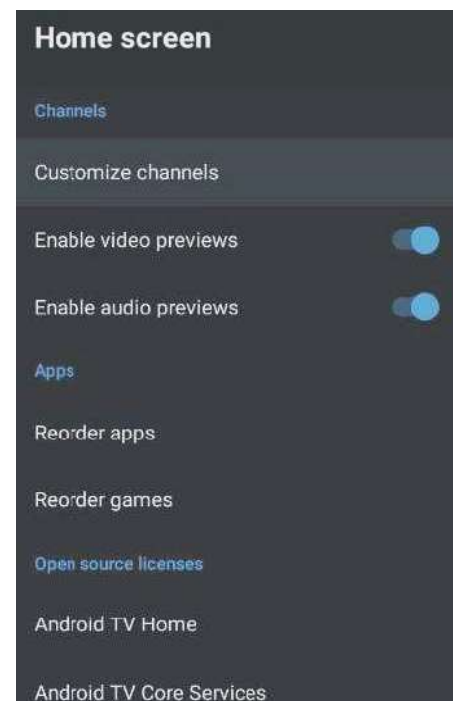 Home screen
Channels
Customize channels
Enable video previews
Enable audio previews
Apps
Reorder apps
Reorder games
Open source licenses
Android TV Home
Android TV Core Services